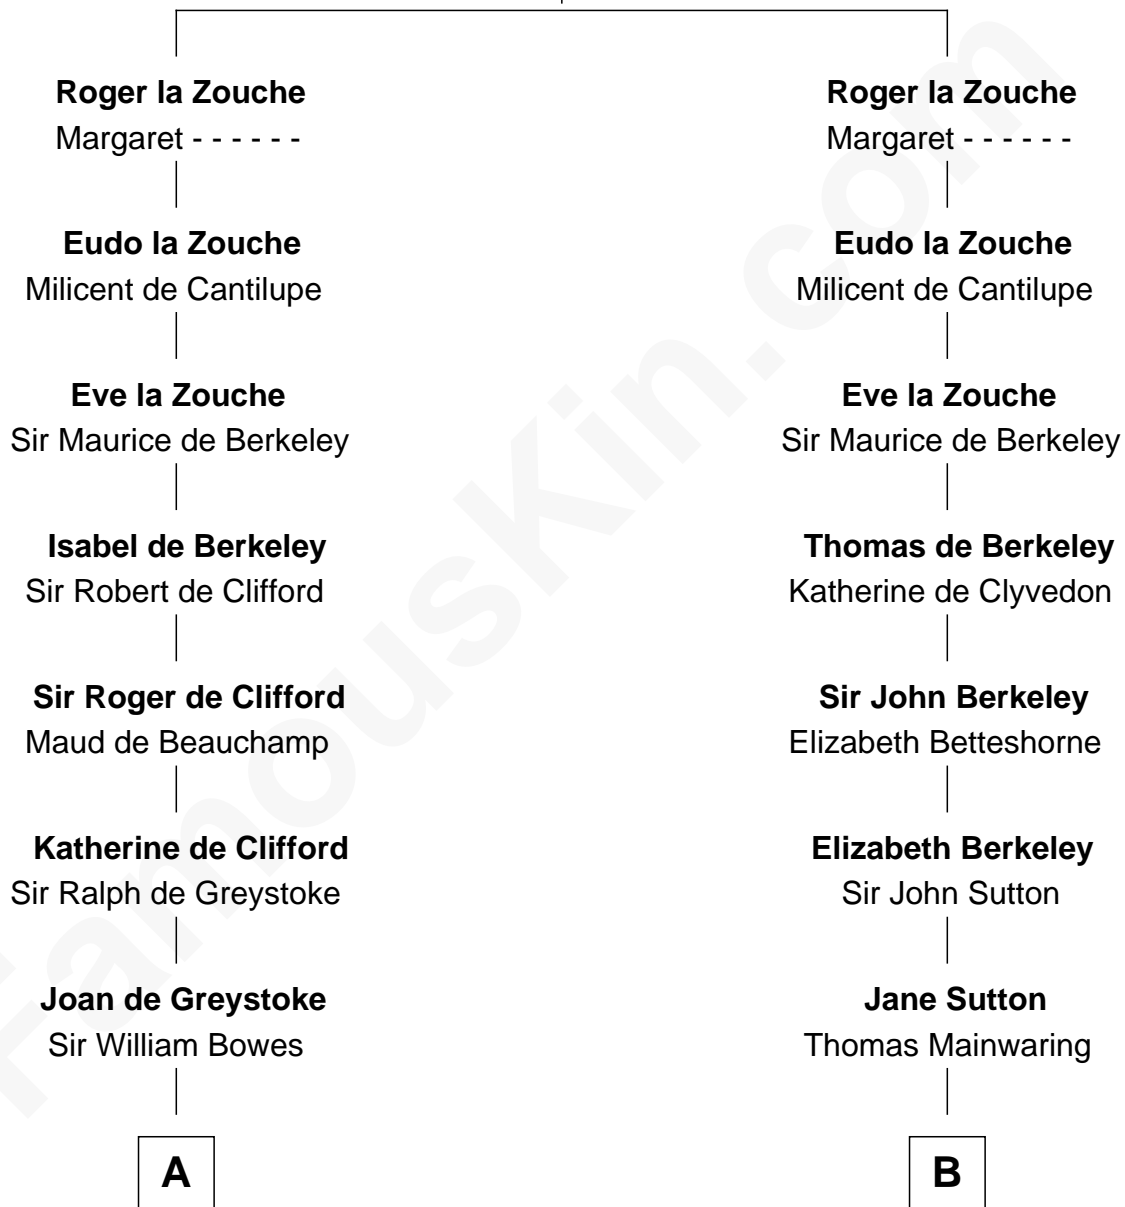 Roger la Zouche
Margaret - - - - - -
Eudo la Zouche
Milicent de Cantilupe
Eve la Zouche
Sir Maurice de Berkeley
Isabel de Berkeley
Sir Robert de Clifford
Sir Roger de Clifford
Maud de Beauchamp
Katherine de Clifford
Sir Ralph de Greystoke
Joan de Greystoke
Sir William Bowes
A
Roger la Zouche
Margaret - - - - - -
Eudo la Zouche
Milicent de Cantilupe
Eve la Zouche
Sir Maurice de Berkeley
Thomas de Berkeley
Katherine de Clyvedon
Sir John Berkeley
Elizabeth Betteshorne
Elizabeth Berkeley
Sir John Sutton
Jane Sutton
Thomas Mainwaring
B
FamousKin.com